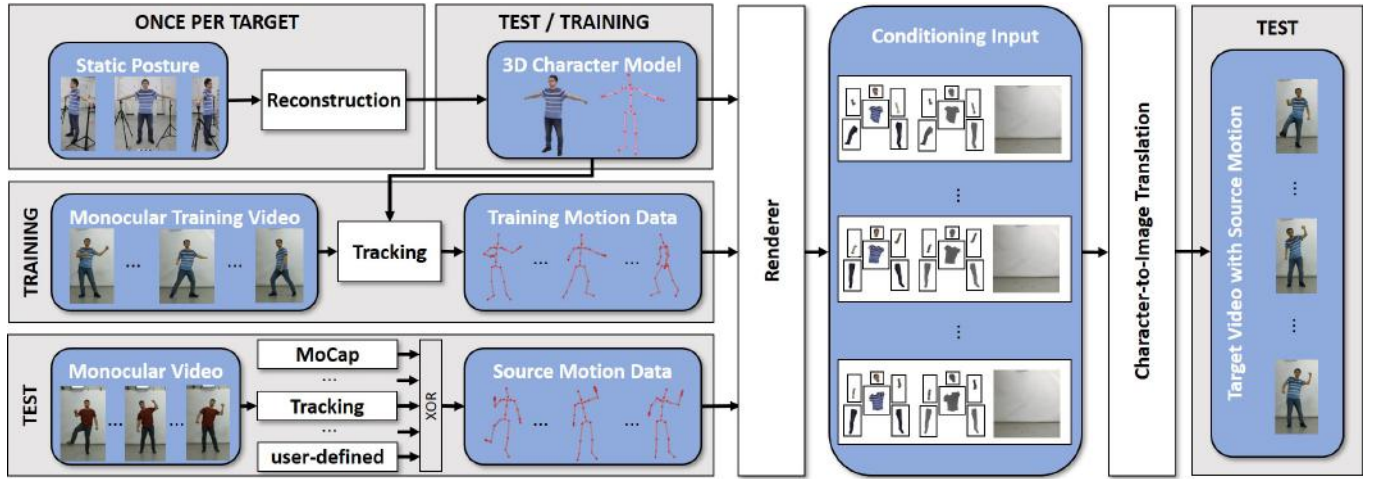 ONCE PER TARGET
Static Posture
...
Reconstruction
TEST / TRAINING
3D Character Model
TRAINING
Monocular Training Video
... ...
Tracking
Training Motion Data
... ...
TEST
Monocular Video
... ...
MoCap
...
Tracking
...
user-defined
XOR
Source Motion Data
... ...
Renderer
Conditioning Input
...
...
Character-to-Image Translation
TEST
Target Video with Source Motion
...
...